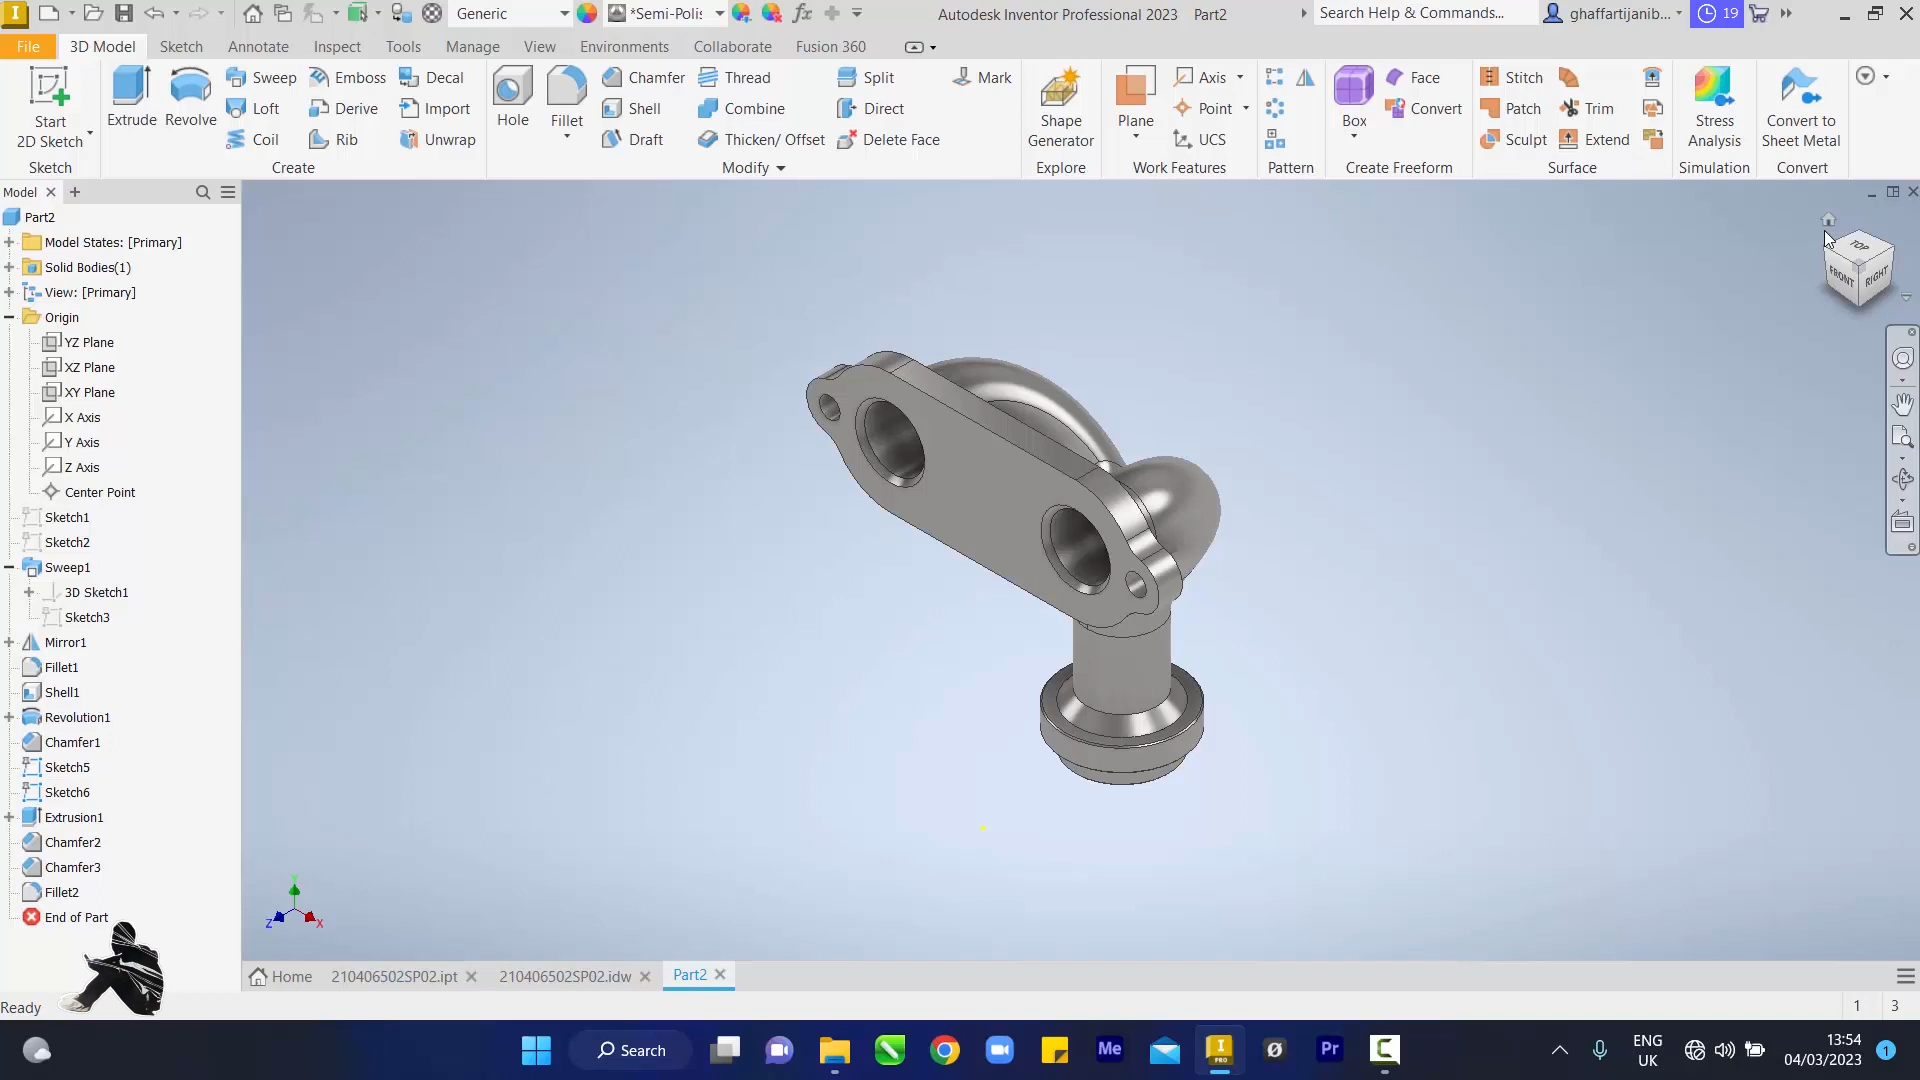 Generic
*Semi-Polis
Autodesk Inventor Professional 2023 Part2
Search Help & Commands...
ghaffartijanib...
19
File 3D Model Sketch Annotate Inspect Tools Manage View Environments Collaborate Fusion 360
Start
2D Sketch
Extrude
Revolve
Sweep
Loft
Coil
Emboss
Derive
Rib
Decal
Import
Unwrap
Hole
Fillet
Chamfer
Shell
Draft
Thread
Combine
Thicken/ Offset
Split
Direct
Delete Face
Mark
Shape
Generator
Plane
Axis
Point
UCS
Box
Face
Convert
Stitch
Patch
Sculpt
Trim
Extend
Stress
Analysis
Convert to
Sheet Metal
Sketch Create Modify Explore Work Features Pattern Create Freeform Surface Simulation Convert
Model
Part2
Model States: [Primary]
Solid Bodies(1)
View: [Primary]
Origin
YZ Plane
XZ Plane
XY Plane
X Axis
Y Axis
Z Axis
Center Point
Sketch1
Sketch2
Sweep1
3D Sketch1
Sketch3
Mirror1
Fillet1
Shell1
Revolution1
Chamfer1
Sketch5
Sketch6
Extrusion1
Chamfer2
Chamfer3
Fillet2
End of Part
TOP
FRONT
RIGHT
Y
Z
X
Home 210406502SP02.ipt 210406502SP02.idw Part2
Ready
1 3
Search
Me
I
PRO
Pr
C
ENG
UK
13:54
04/03/2023
1